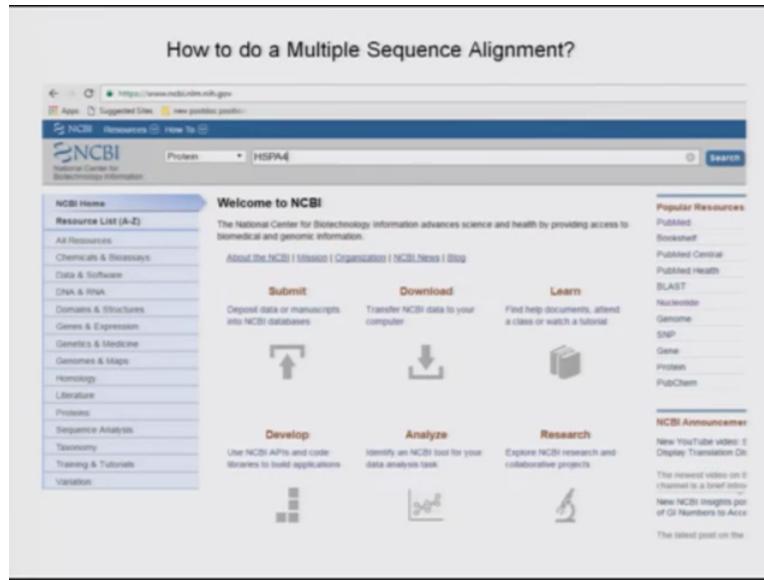 How to do a Multiple Sequence Alignment?
https://www.ncbi.nlm.nih.gov
Apps Suggested Sites new postdoc positio
NCBI Resources How To
NCBI
National Center for
Biotechnology Information
Protein
HSPA4
Search
NCBI Home
Resource List (A-Z)
All Resources
Chemicals & Bioassays
Data & Software
DNA & RNA
Domains & Structures
Genes & Expression
Genetics & Medicine
Genomes & Maps
Homology
Literature
Proteins
Sequence Analysis
Taxonomy
Training & Tutorials
Variation
Welcome to NCBI
The National Center for Biotechnology Information advances science and health by providing access to
biomedical and genomic information.
About the NCBI | Mission | Organization | NCBI News | Blog
Submit
Deposit data or manuscripts
into NCBI databases
Download
Transfer NCBI data to your
computer
Learn
Find help documents, attend
a class or watch a tutorial
Develop
Use NCBI APIs and code
libraries to build applications
Analyze
Identify an NCBI tool for your
data analysis task
Research
Explore NCBI research and
collaborative projects
Popular Resources
PubMed
Bookshelf
PubMed Central
PubMed Health
BLAST
Nucleotide
Genome
SNP
Gene
Protein
PubChem
NCBI Announcemen
New YouTube video:
Display Translation
The newest video on
channel is a brief
New NCBI Insights
of GI Numbers to
The latest post on the